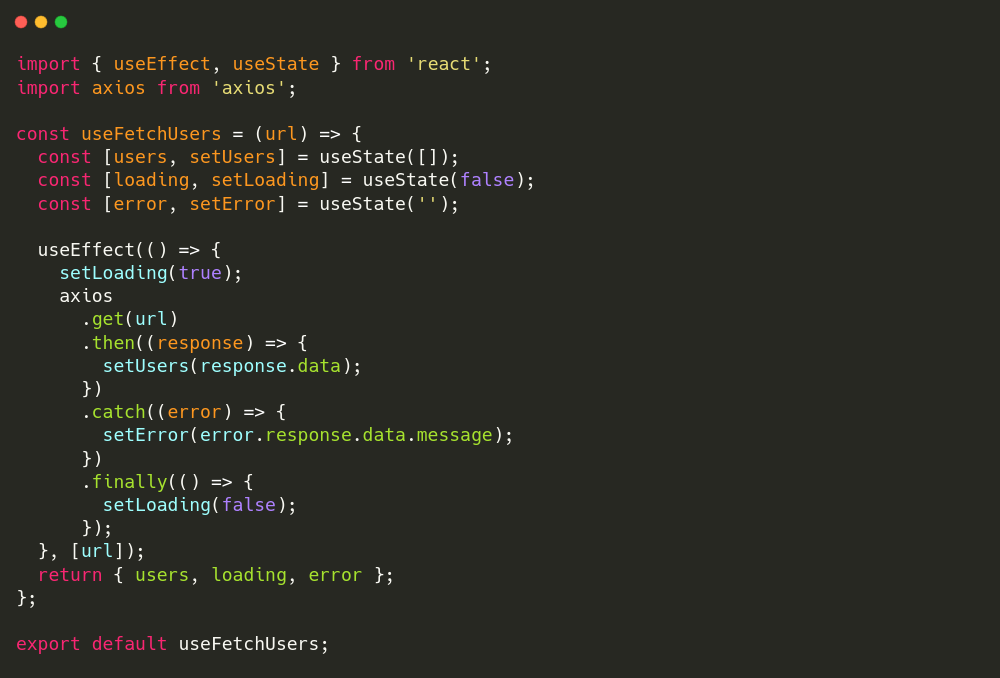 import { useEffect, useState } from 'react';
import axios from 'axios';

const useFetchUsers = (url) => {
  const [users, setUsers] = useState([]);
  const [loading, setLoading] = useState(false);
  const [error, setError] = useState('');

  useEffect(() => {
    setLoading(true);
    axios
      .get(url)
      .then((response) => {
        setUsers(response.data);
      })
      .catch((error) => {
        setError(error.response.data.message);
      })
      .finally(() => {
        setLoading(false);
      });
  }, [url]);
  return { users, loading, error };
};

export default useFetchUsers;